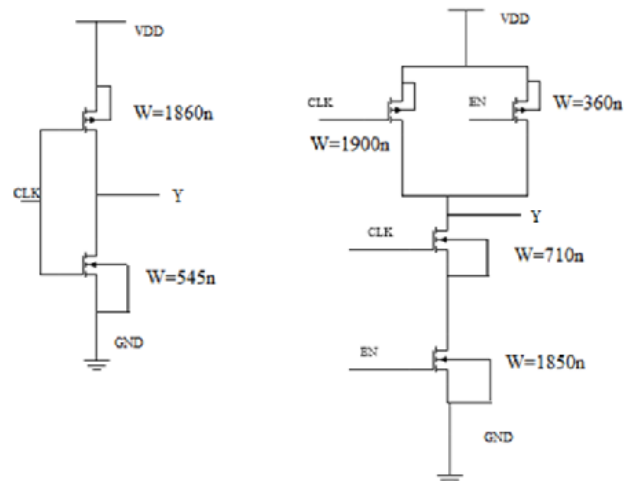 VDD
W=1860n
CLK
Y
W=545n
GND
VDD
CLK
EN
W=360n
W=1900n
Y
CLK
W=710n
EN
W=1850n
GND